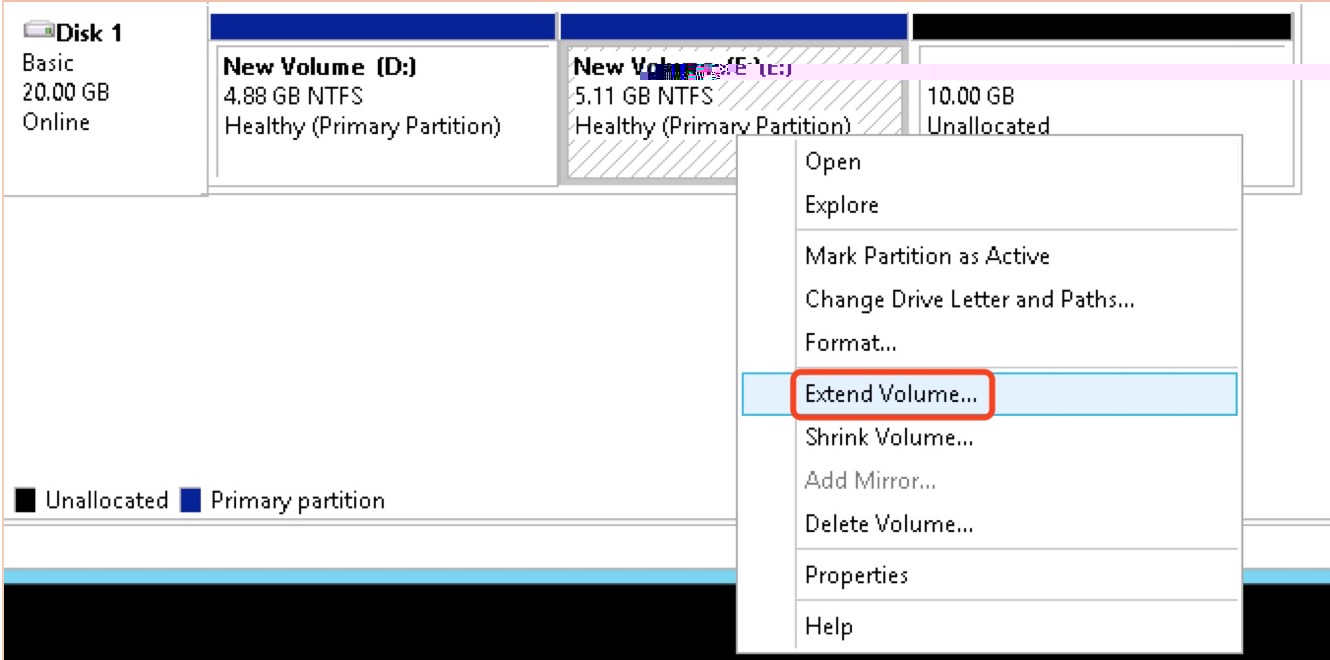 Disk 1
Basic
20.00 GB
Online
New Volume (D:)
4.88 GB NTFS
Healthy (Primary Partition)
New (E:)
5.11 GB NTFS
Healthy (Primary Partition)
10.00 GB
Unallocated
Open
Explore
Mark Partition as Active
Change Drive Letter and Paths...
Format...
Extend Volume...
Shrink Volume...
Add Mirror...
Delete Volume...
Properties
Help
Unallocated Primary partition